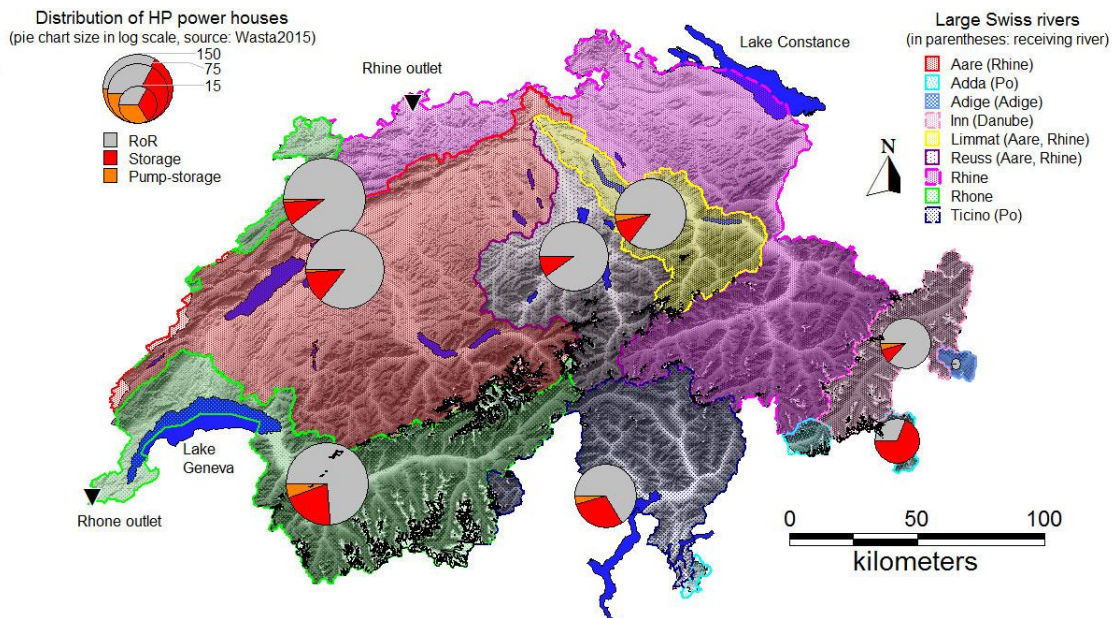 Distribution of HP power houses
(pie chart size in log scale, source: Wasta2015)
150
75
15
RoR
Storage
Pump-storage
Rhine outlet
Lake Constance
Large Swiss rivers
(in parentheses: receiving river)
Aare (Rhine)
Adda (Po)
Adige (Adige)
Inn (Danube)
Limmat (Aare, Rhine)
Reuss (Aare, Rhine)
Rhine
Rhone
Ticino (Po)
N
Lake
Geneva
Rhone outlet
0 50 100
kilometers